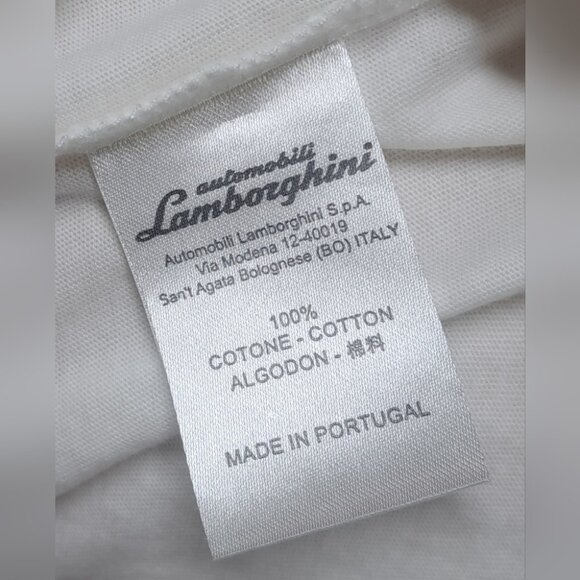 automobili
Lamborghini
Automobili Lamborghini S.p.A.
Via Modena 12-40019
San't Agata Bolognese (BO) ITALY
100%
COTONE - COTTON
ALGODON - 棉料
MADE IN PORTUGAL